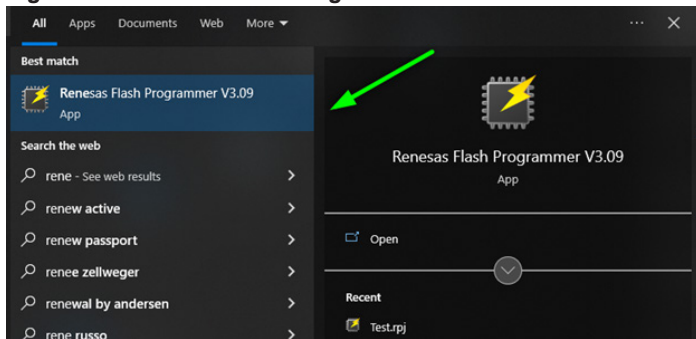 All Apps Documents Web More
Best match
Renesas Flash Programmer V3.09
App
Search the web
rene - See web results
renew active
renew passport
renee zellweger
renewal by andersen
rene russo
Renesas Flash Programmer V3.09
App
Open
Recent
Test.rpj